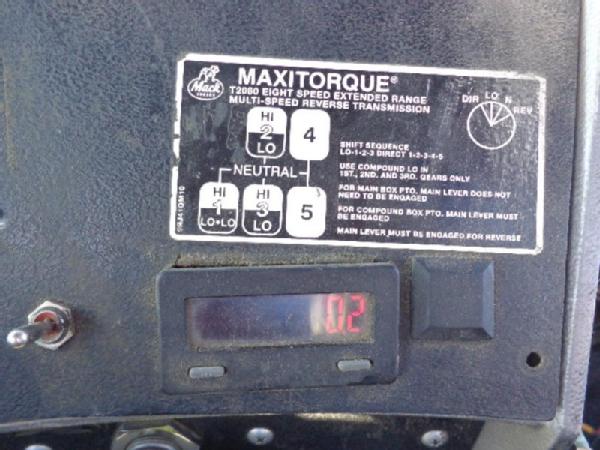 MAXITORQUE®
Mack
T2080 EIGHT SPEED EXTENDED RANGE
MULTI-SPEED REVERSE TRANSMISSION
DIR LO N REV
HI 2 LO
4
NEUTRAL
HI 1 LO•LO
HI 3 LO
5
SHIFT SEQUENCE
LO-1-2-3 DIRECT 1-2-3-4-5
USE COMPOUND LO IN
1ST., 2ND. AND 3RD. GEARS ONLY
FOR MAIN BOX PTO. MAIN LEVER DOES NOT
NEED TO BE ENGAGED
FOR COMPOUND BOX PTO. MAIN LEVER MUST
BE ENGAGED
MAIN LEVER MUST BE ENGAGED FOR REVERSE
0.2